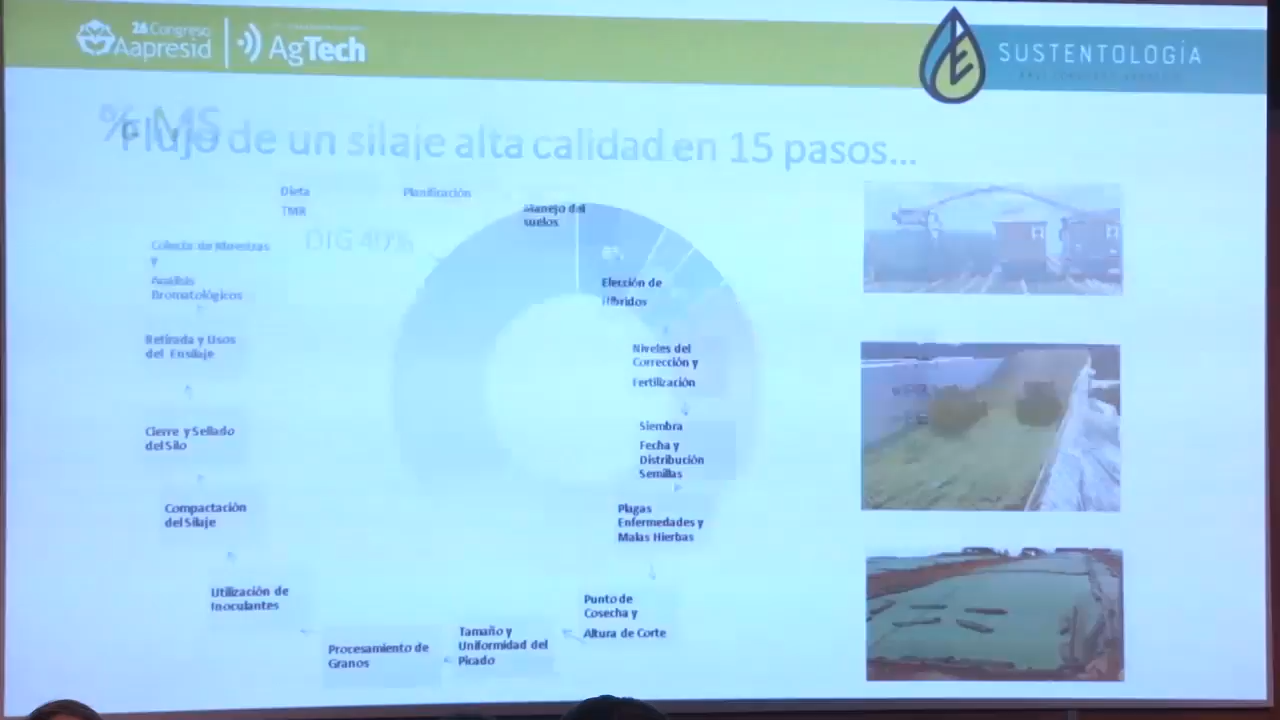 26 Congreso
Aapresid
AgTech
SUSTENTOLOGÍA
% MS
Flujo de un silaje alta calidad en 15 pasos...
Dieta
TMR
Planificación
DIG 40%
Manejo del
suelos
Elección de
Híbridos
Niveles del
Corrección y
Fertilización
Siembra
Fecha y
Distribución
Semillas
Plagas
Enfermedades y
Malas Hierbas
Punto de
Cosecha y
Altura de Corte
Tamaño y
Uniformidad del
Picado
Procesamiento de
Granos
Utilización de
Inoculantes
Compactación
del Silaje
Cierre y Sellado
del Silo
Retirada y Usos
del Ensilaje
Colecta de Muestras
y
Análisis
Bromatológicos